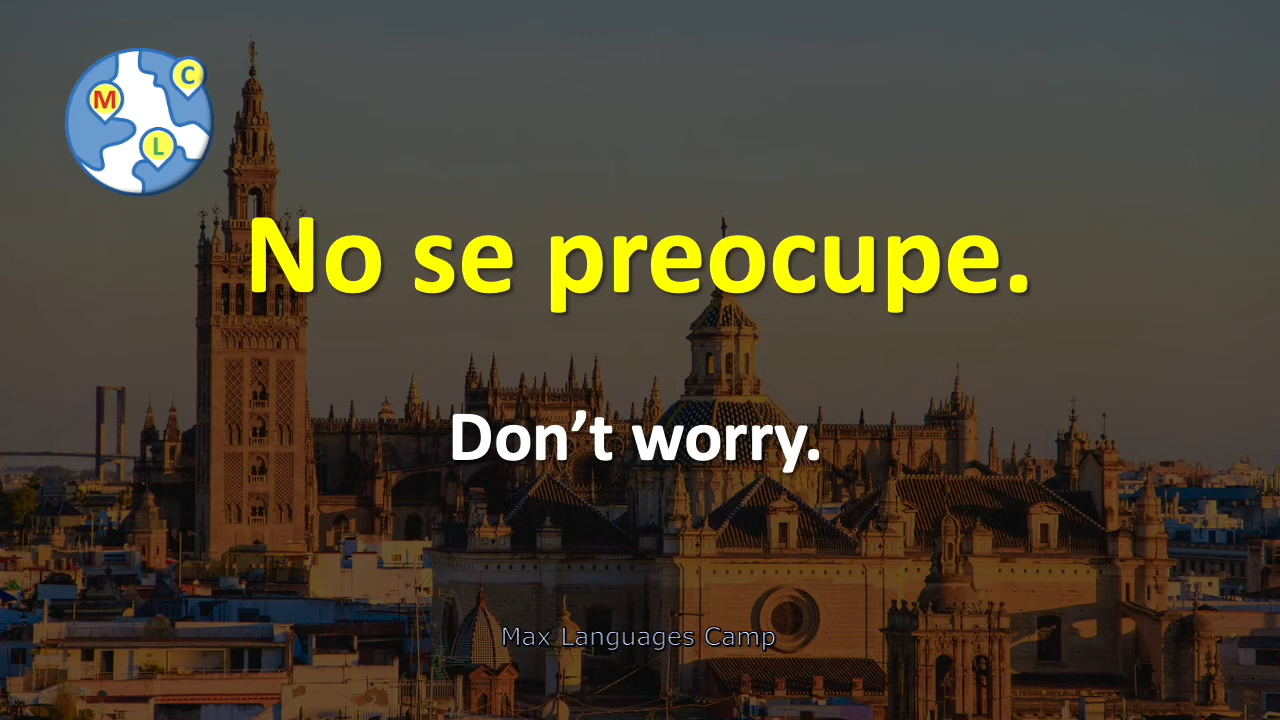 C
M
L
No se preocupe.
Don’t worry.
Max Languages Camp